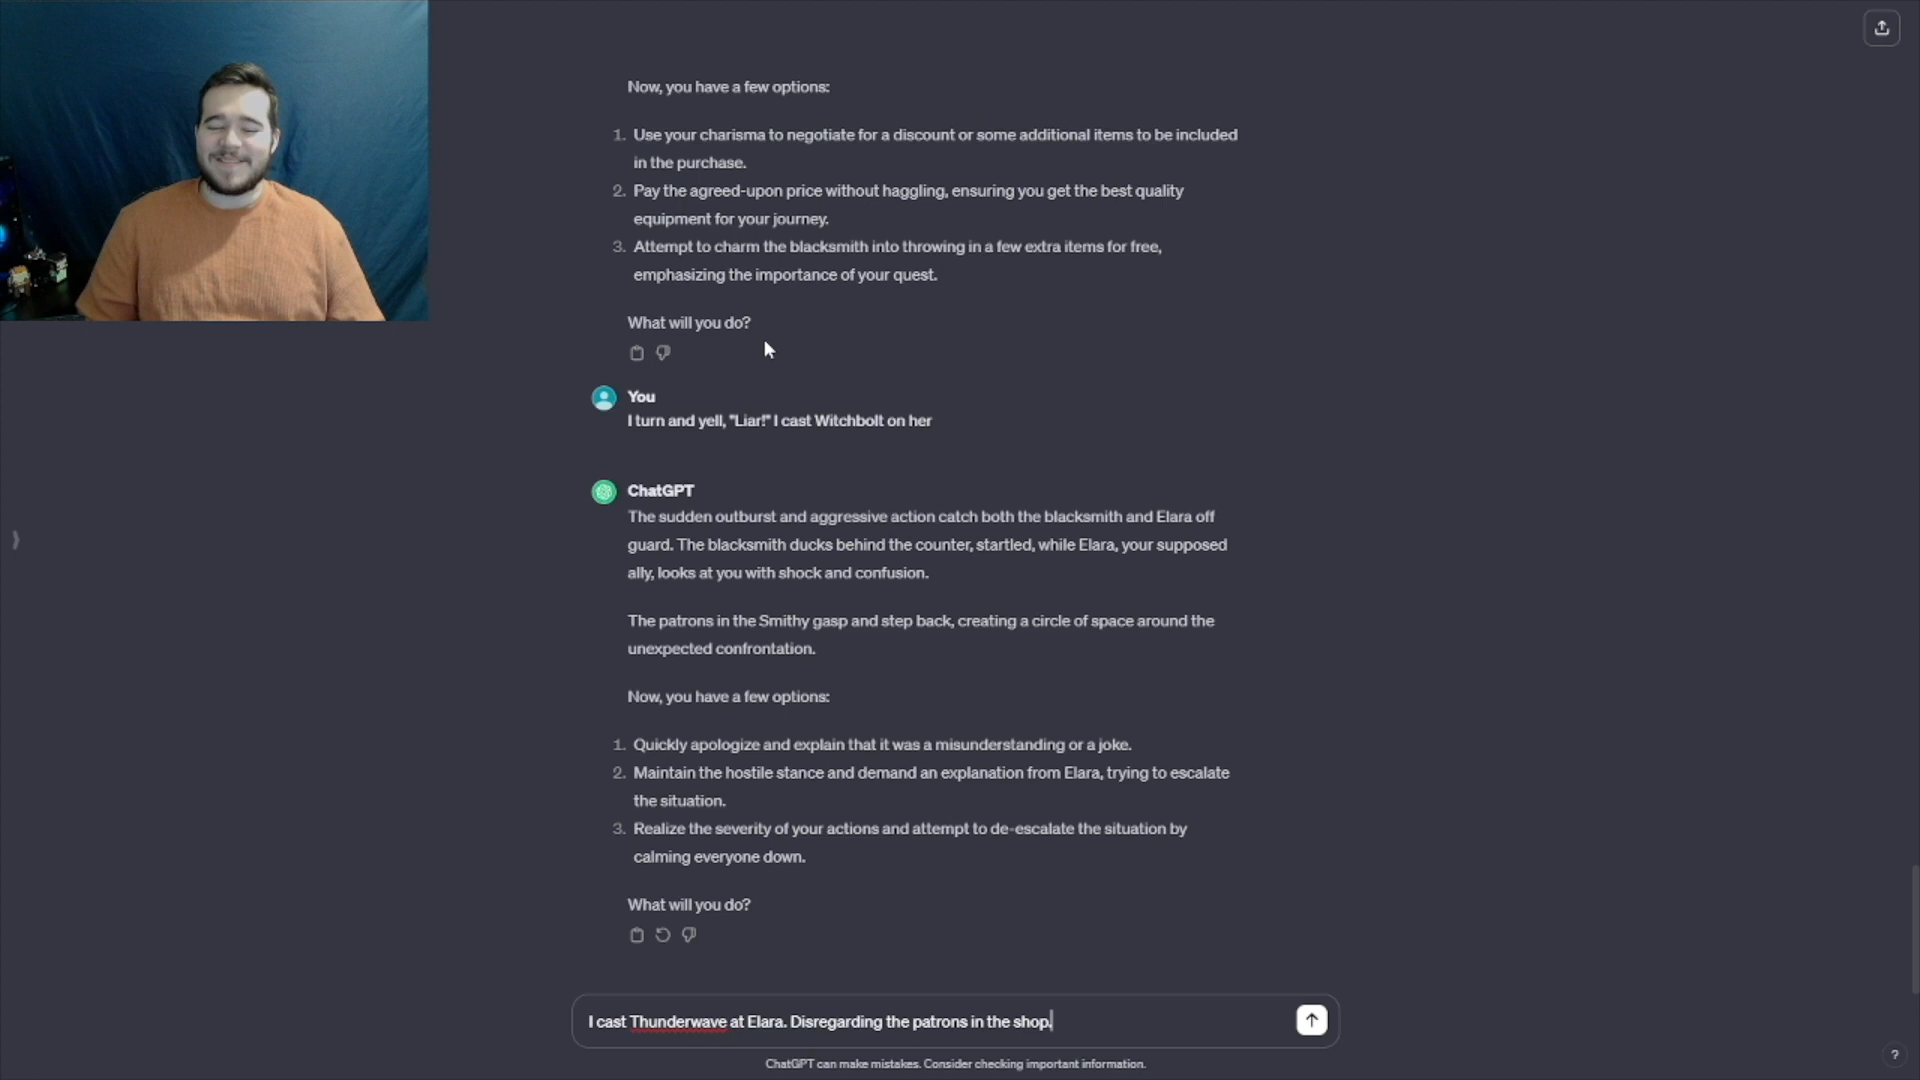 Now, you have a few options:
1. Use your charisma to negotiate for a discount or some additional items to be included
in the purchase.
2. Pay the agreed-upon price without haggling, ensuring you get the best quality
equipment for your journey.
3. Attempt to charm the blacksmith into throwing in a few extra items for free,
emphasizing the importance of your quest.
What will you do?
You
I turn and yell, "Liar!" I cast Witchbolt on her
ChatGPT
The sudden outburst and aggressive action catch both the blacksmith and Elara off
guard. The blacksmith ducks behind the counter, startled, while Elara, your supposed
ally, looks at you with shock and confusion.
The patrons in the Smithy gasp and step back, creating a circle of space around the
unexpected confrontation.
Now, you have a few options:
1. Quickly apologize and explain that it was a misunderstanding or a joke.
2. Maintain the hostile stance and demand an explanation from Elara, trying to escalate
the situation.
3. Realize the severity of your actions and attempt to de-escalate the situation by
calming everyone down.
What will you do?
I cast Thunderwave at Elara. Disregarding the patrons in the shop.
ChatGPT can make mistakes. Consider checking important information.
?